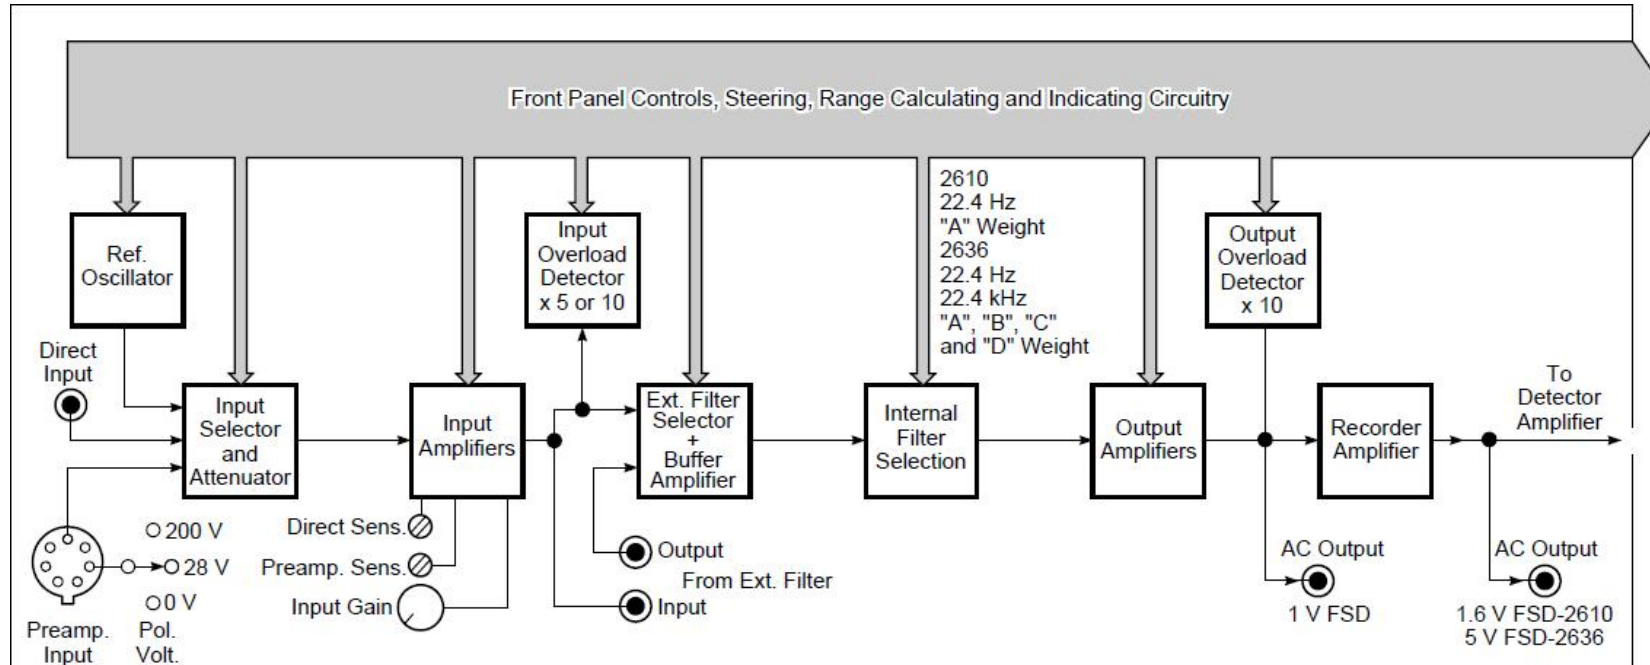 Front Panel Controls, Steering, Range Calculating and Indicating Circuitry
2610
22.4 Hz
"A" Weight
2636
22.4 Hz
22.4 kHz
"A", "B", "C"
and "D" Weight
Ref.
Oscillator
Input
Overload
Detector
x 5 or 10
Output
Overload
Detector
x 10
Direct
Input
Input
Selector
and
Attenuator
Input
Amplifiers
Ext. Filter
Selector
+
Buffer
Amplifier
Internal
Filter
Selection
Output
Amplifiers
Recorder
Amplifier
To
Detector
Amplifier
200 V
28 V
0 V
Preamp.
Input
Pol.
Volt.
Direct Sens.
Preamp. Sens.
Input Gain
Output
From Ext. Filter
Input
AC Output
1 V FSD
AC Output
1.6 V FSD-2610
5 V FSD-2636